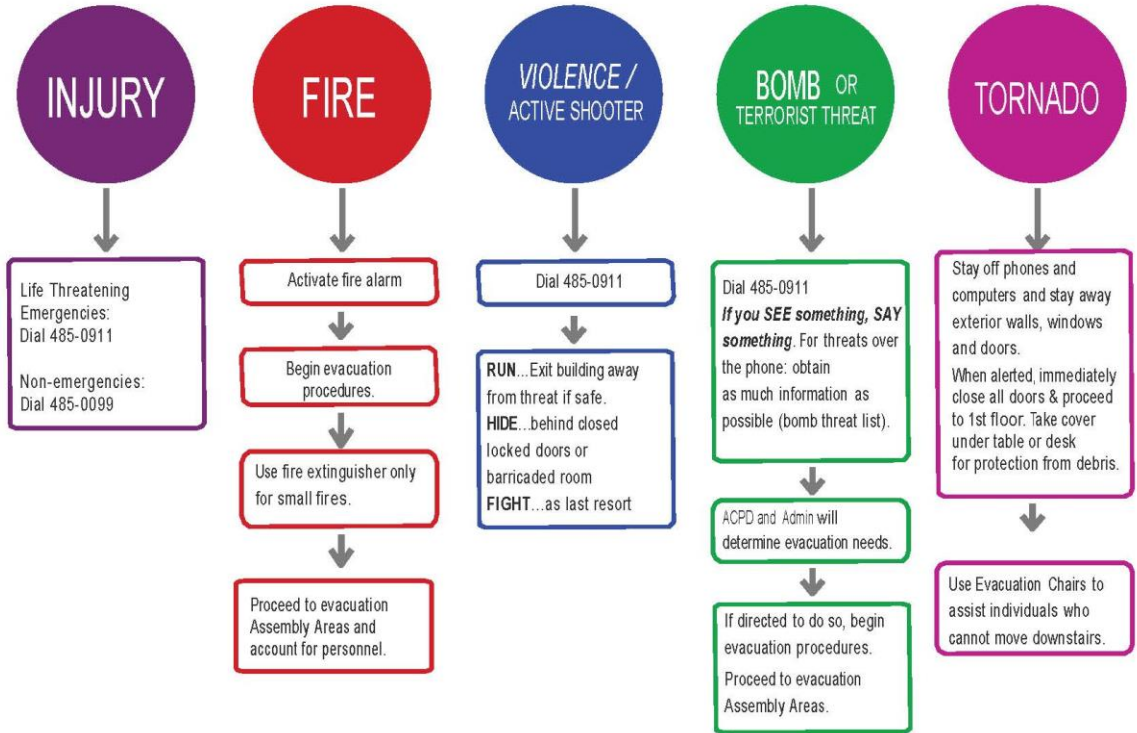 INJURY
Life Threatening
Emergencies:
Dial 485-0911
Non-emergencies:
Dial 485-0099
FIRE
Activate fire alarm
Begin evacuation
procedures.
Use fire extinguisher only
for small fires.
Proceed to evacuation
Assembly Areas and
account for personnel.
VIOLENCE /
ACTIVE SHOOTER
Dial 485-0911
RUN...Exit building away
from threat if safe.
HIDE...behind closed
locked doors or
barricaded room
FIGHT...as last resort
BOMB OR
TERRORIST THREAT
Dial 485-0911
If you SEE something, SAY
something. For threats over
the phone: obtain
as much information as
possible (bomb threat list).
ACPD and Admin will
determine evacuation needs.
If directed to do so, begin
evacuation procedures.
Proceed to evacuation
Assembly Areas.
TORNADO
Stay off phones and
computers and stay away
exterior walls, windows
and doors.
When alerted, immediately
close all doors & proceed
to 1st floor. Take cover
under table or desk
for protection from debris.
Use Evacuation Chairs to
assist individuals who
cannot move downstairs.